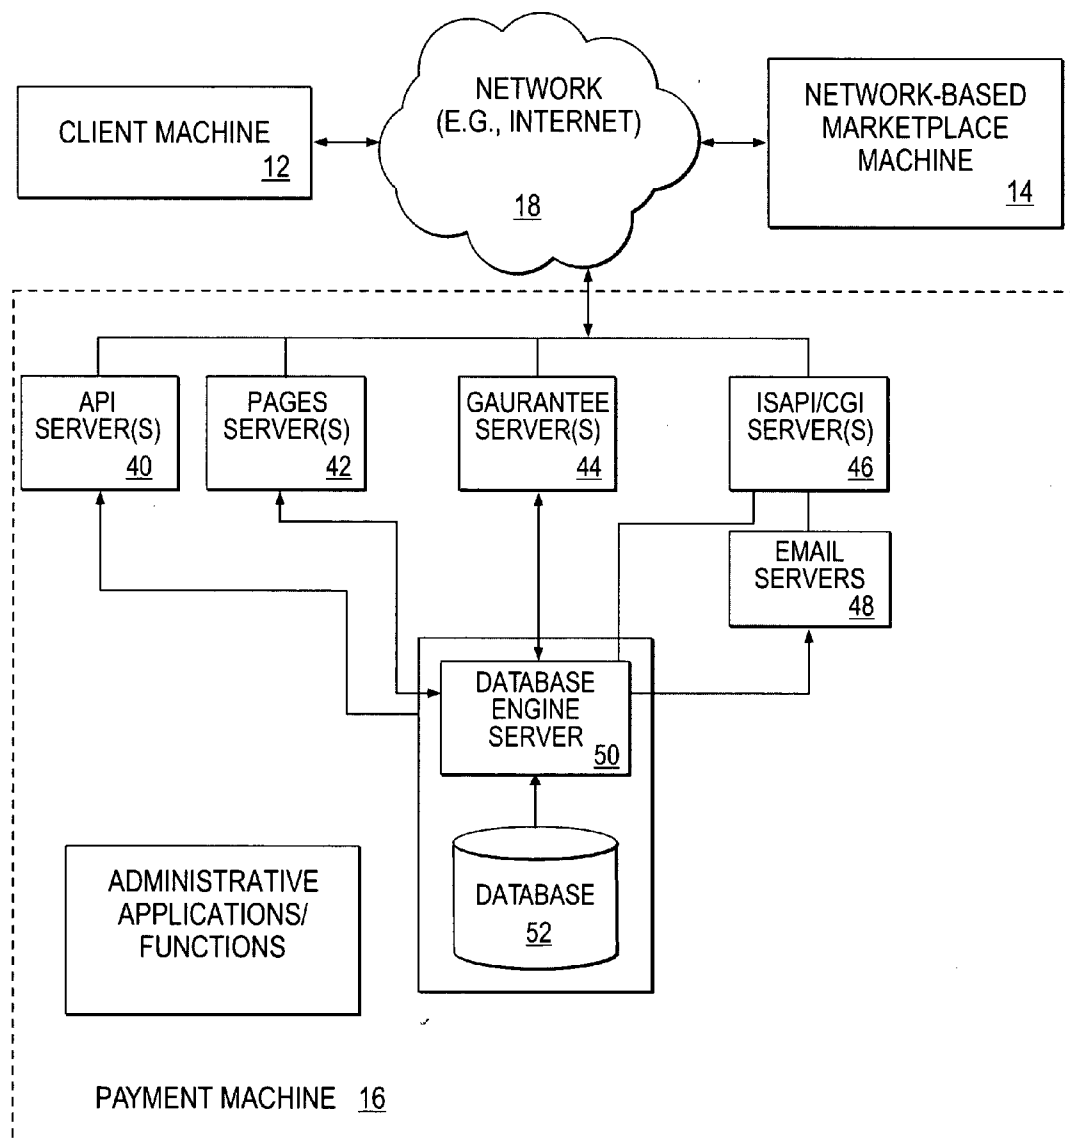 CLIENT MACHINE
12
NETWORK
(E.G., INTERNET)
18
NETWORK-BASED
MARKETPLACE
MACHINE
14
API
SERVER(S)
40
PAGES
SERVER(S)
42
GAURANTEE
SERVER(S)
44
ISAPI/CGI
SERVER(S)
46
EMAIL
SERVERS
48
DATABASE
ENGINE
SERVER
50
DATABASE
52
ADMINISTRATIVE
APPLICATIONS/
FUNCTIONS
PAYMENT MACHINE 16